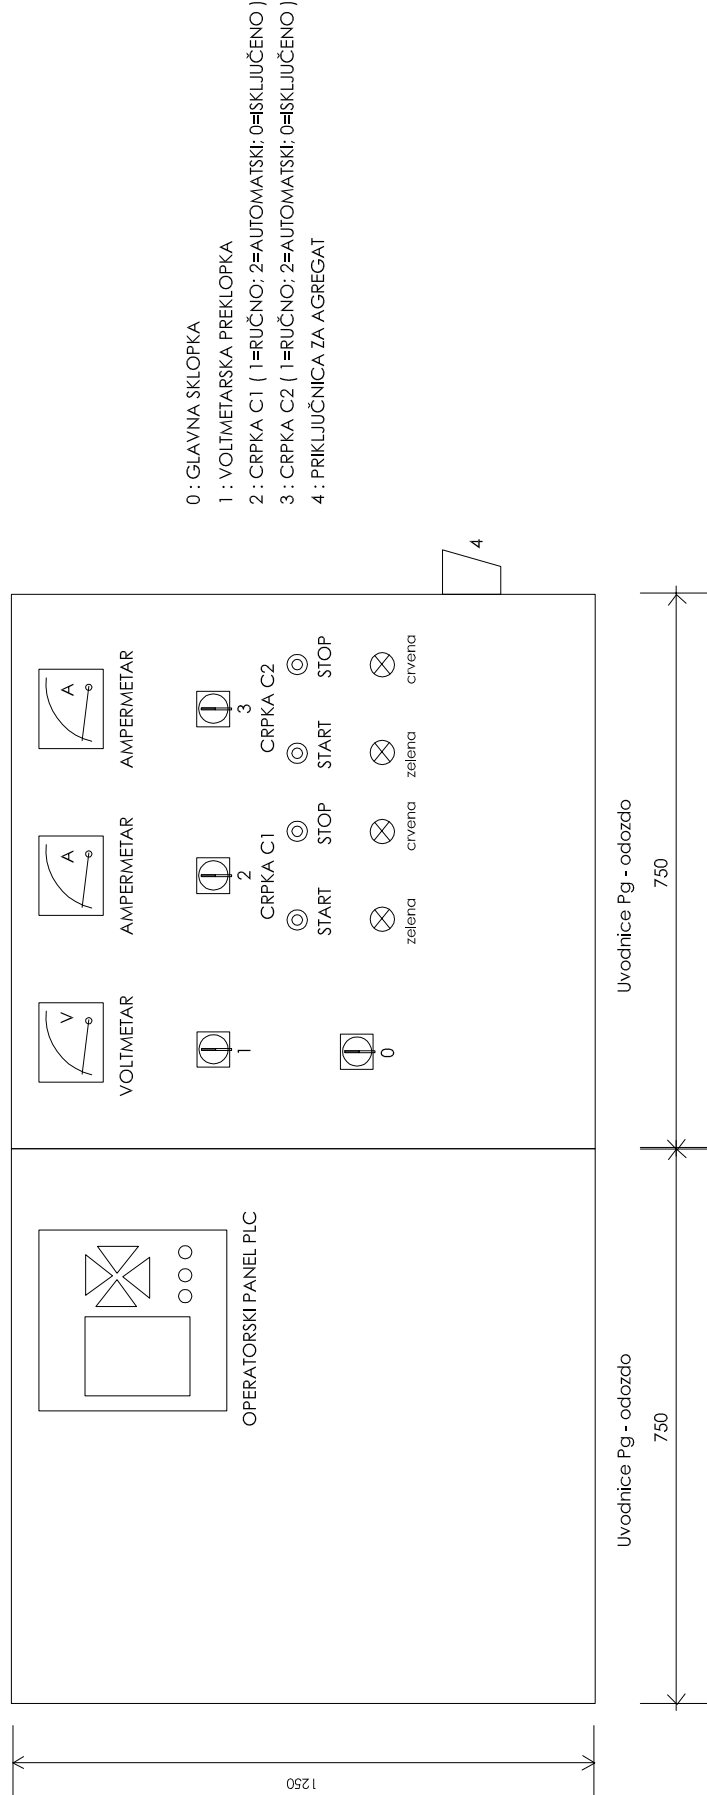 0 : GLAVNA SKLOPKA
1 : VOLTMETARSKA PREKLOPKA
2 : CRPKA C1 ( 1=RUČNO; 2=AUTOMATSKI; 0=ISKLJUČENO )
3 : CRPKA C2 ( 1=RUČNO; 2=AUTOMATSKI; 0=ISKLJUČENO )
4 : PRIKLJUČNICA ZA AGREGAT
V
A
A
VOLTMETAR
AMPERMETAR
AMPERMETAR
OPERATORSKI PANEL PLC
1
2
3
CRPKA C1
CRPKA C2
START
STOP
START
STOP
0
zelena
crvena
zelena
crvena
4
Uvodnice Pg - odozdo
Uvodnice Pg - odozdo
750
750
1250